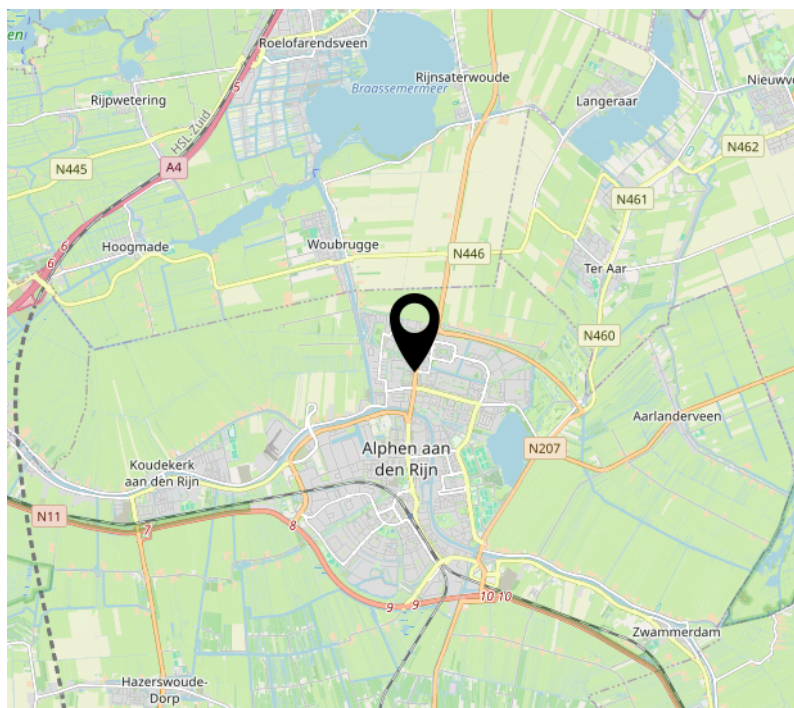 en
Roelofarendsveen
Rijnsaterwoude
Braassemermeer
Nieuwv
Rijpwetering
Langeraar
5
HSL-Zuid
N462
A4
N445
N461
6
Hoogmade
Woubrugge
N446
6
Ter Aar
N460
Aarlanderveen
Alphen aan
den Rijn
N207
Koudekerk
aan den Rijn
N11
7
8
9
9
10
10
Zwammerdam
Hazerswoude-
Dorp